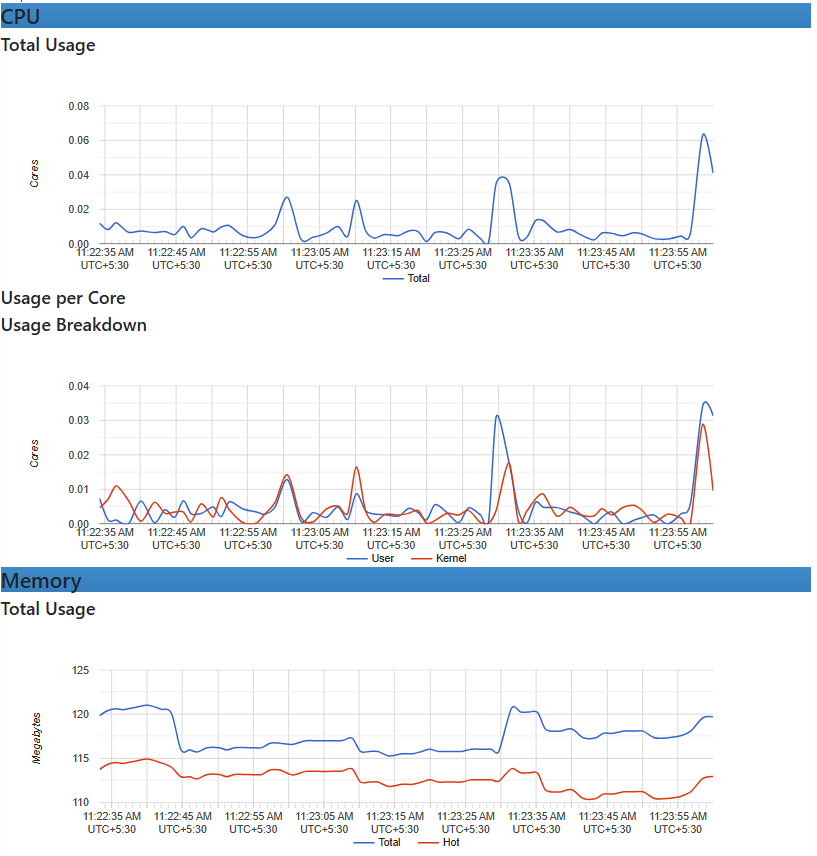 CPU
Total Usage
0.08
0.06
Cores
0.04
0.02
0.00
11:22:35 AM 11:22:45 AM 11:22:55 AM 11:23:05 AM 11:23:15 AM 11:23:25 AM 11:23:35 AM 11:23:45 AM 11:23:55 AM
UTC+5:30 UTC+5:30 UTC+5:30 UTC+5:30 UTC+5:30 UTC+5:30 UTC+5:30 UTC+5:30 UTC+5:30
Total
Usage per Core
Usage Breakdown
0.04
0.03
Cores
0.02
0.01
0.00
11:22:35 AM 11:22:45 AM 11:22:55 AM 11:23:05 AM 11:23:15 AM 11:23:25 AM 11:23:35 AM 11:23:45 AM 11:23:55 AM
UTC+5:30 UTC+5:30 UTC+5:30 UTC+5:30 UTC+5:30 UTC+5:30 UTC+5:30 UTC+5:30 UTC+5:30
User Kernel
Memory
Total Usage
125
120
Megabytes
115
110
11:22:35 AM 11:22:45 AM 11:22:55 AM 11:23:05 AM 11:23:15 AM 11:23:25 AM 11:23:35 AM 11:23:45 AM 11:23:55 AM
UTC+5:30 UTC+5:30 UTC+5:30 UTC+5:30 UTC+5:30 UTC+5:30 UTC+5:30 UTC+5:30 UTC+5:30
Total Hot